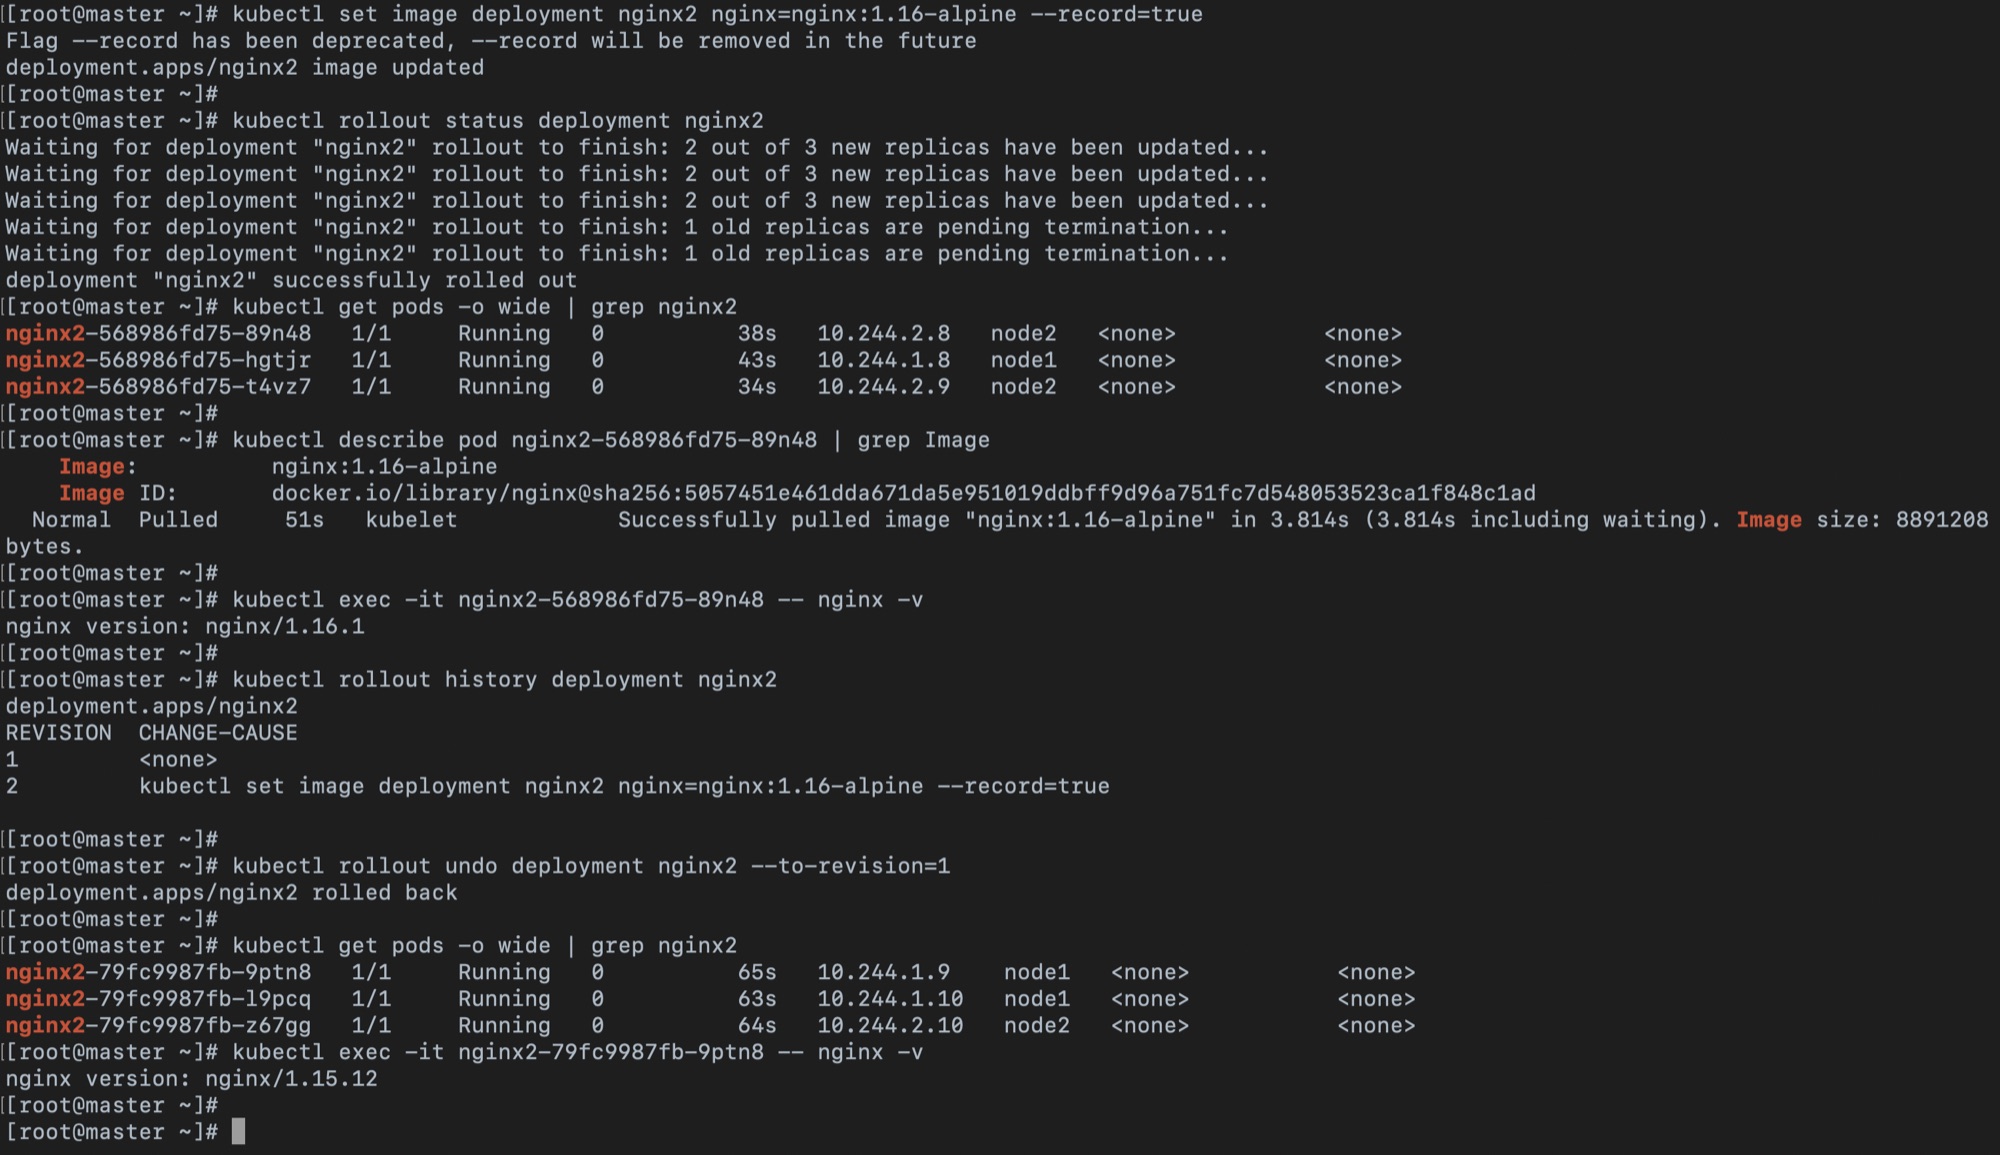 [[root@master ~]# kubectl set image deployment nginx2 nginx=nginx:1.16-alpine --record=true
Flag --record has been deprecated, --record will be removed in the future
deployment.apps/nginx2 image updated
[[root@master ~]#
[[root@master ~]# kubectl rollout status deployment nginx2
Waiting for deployment "nginx2" rollout to finish: 2 out of 3 new replicas have been updated...
Waiting for deployment "nginx2" rollout to finish: 2 out of 3 new replicas have been updated...
Waiting for deployment "nginx2" rollout to finish: 2 out of 3 new replicas have been updated...
Waiting for deployment "nginx2" rollout to finish: 1 old replicas are pending termination...
Waiting for deployment "nginx2" rollout to finish: 1 old replicas are pending termination...
deployment "nginx2" successfully rolled out
[[root@master ~]# kubectl get pods -o wide | grep nginx2
nginx2-568986fd75-89n48   1/1     Running   0          38s   10.244.2.8   node2   <none>           <none>
nginx2-568986fd75-hgtjr   1/1     Running   0          43s   10.244.1.8   node1   <none>           <none>
nginx2-568986fd75-t4vz7   1/1     Running   0          34s   10.244.2.9   node2   <none>           <none>
[[root@master ~]#
[[root@master ~]# kubectl describe pod nginx2-568986fd75-89n48 | grep Image
    Image:          nginx:1.16-alpine
    Image ID:       docker.io/library/nginx@sha256:5057451e461dda671da5e951019ddbff9d96a751fc7d548053523ca1f848c1ad
  Normal  Pulled     51s   kubelet            Successfully pulled image "nginx:1.16-alpine" in 3.814s (3.814s including waiting). Image size: 8891208
bytes.
[[root@master ~]#
[[root@master ~]# kubectl exec -it nginx2-568986fd75-89n48 -- nginx -v
nginx version: nginx/1.16.1
[[root@master ~]#
[[root@master ~]# kubectl rollout history deployment nginx2
deployment.apps/nginx2
REVISION  CHANGE-CAUSE
1         <none>
2         kubectl set image deployment nginx2 nginx=nginx:1.16-alpine --record=true
[[root@master ~]#
[[root@master ~]# kubectl rollout undo deployment nginx2 --to-revision=1
deployment.apps/nginx2 rolled back
[[root@master ~]#
[[root@master ~]# kubectl get pods -o wide | grep nginx2
nginx2-79fc9987fb-9ptn8   1/1     Running   0          65s   10.244.1.9    node1   <none>           <none>
nginx2-79fc9987fb-l9pcq   1/1     Running   0          63s   10.244.1.10   node1   <none>           <none>
nginx2-79fc9987fb-z67gg   1/1     Running   0          64s   10.244.2.10   node2   <none>           <none>
[[root@master ~]# kubectl exec -it nginx2-79fc9987fb-9ptn8 -- nginx -v
nginx version: nginx/1.15.12
[[root@master ~]#
[root@master ~]#